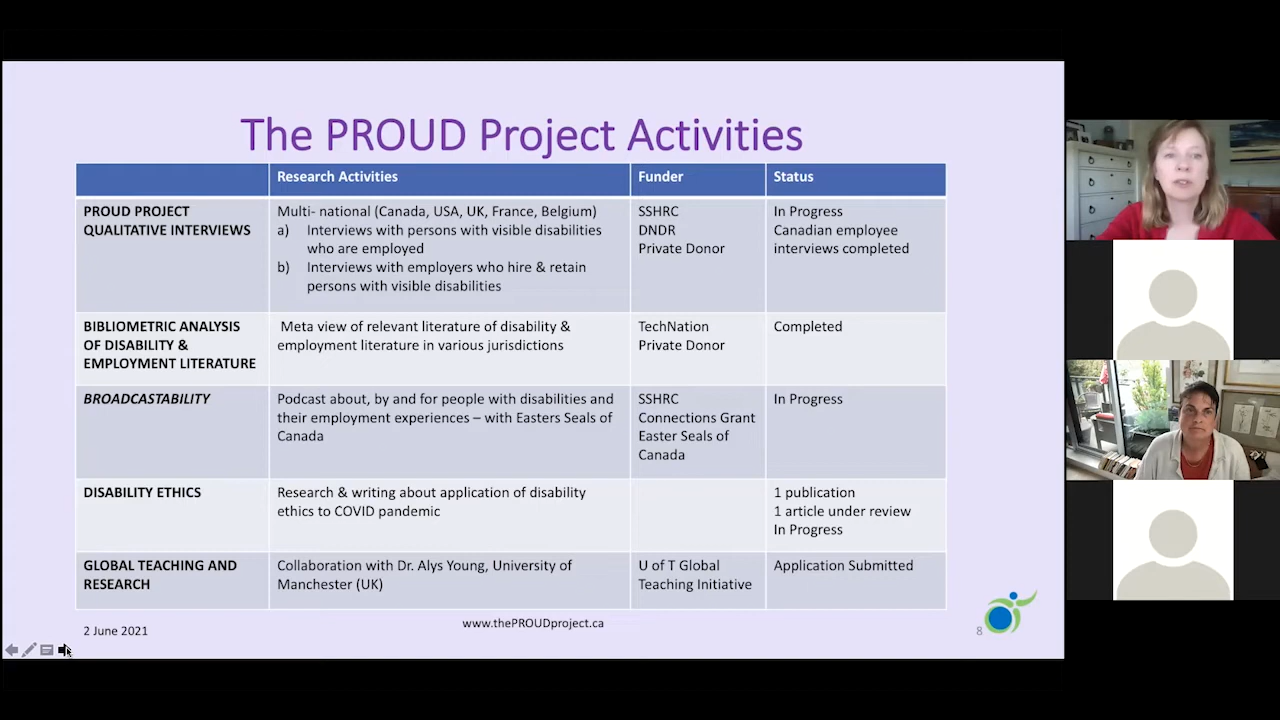 The PROUD Project Activities
Research Activities
Funder
Status
PROUD PROJECT
QUALITATIVE INTERVIEWS
Multi- national (Canada, USA, UK, France, Belgium)
a) Interviews with persons with visible disabilities
who are employed
b) Interviews with employers who hire & retain
persons with visible disabilities
SSHRC
DNDR
Private Donor
In Progress
Canadian employee
interviews completed
BIBLIOMETRIC ANALYSIS
OF DISABILITY &
EMPLOYMENT LITERATURE
Meta view of relevant literature of disability &
employment literature in various jurisdictions
TechNation
Private Donor
Completed
BROADCASTABILITY
Podcast about, by and for people with disabilities and
their employment experiences – with Easters Seals of
Canada
SSHRC
Connections Grant
Easter Seals of
Canada
In Progress
DISABILITY ETHICS
Research & writing about application of disability
ethics to COVID pandemic
1 publication
1 article under review
In Progress
GLOBAL TEACHING AND
RESEARCH
Collaboration with Dr. Alys Young, University of
Manchester (UK)
U of T Global
Teaching Initiative
Application Submitted
2 June 2021
www.thePROUDproject.ca
8